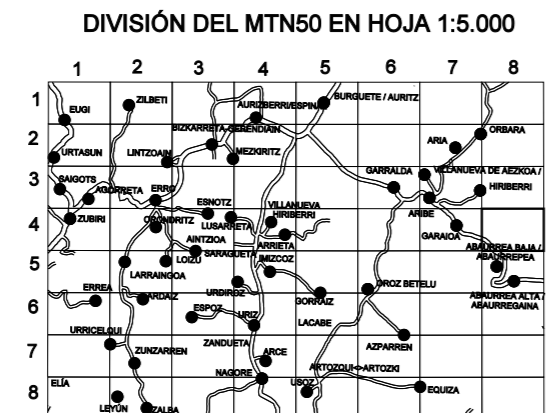 DIVISIÓN DEL MTN50 EN HOJA 1:5.000
1 2 3 4 5 6 7 8
1
EUGI
ZILBETI
AURIZBERRI/ESPINAL
BURGUETE / AURITZ
2
BIZKARRETA-GERENDIAIN
ORBARA
ARIA
URTASUN
LINTZOAIN
MEZKIRITZ
3
GARRALDA
VILLANUEVA DE AEZKOA /
HIRIBERRI
SAIGOTS
AGORRETA
ERRO
ESNOTZ
VILLANUEVA
HIRIBERRI
ARIBE
4
ZUBIRI
ORONDRITZ
LUSARRETA
GARAIOA
AINTZIOA
ARRIETA
ABAURREA BAJA /
ABAURREPEA
5
LARRAINGOA
LOIZU
SARAGUETA
IMIZCOZ
ERREA
ARDAIZ
URDIROZ
GORRAIZ
OROZ BETELU
ABAURREA ALTA /
ABAURREGAINA
6
ESPOZ
URIZ
LACABE
URRICELQUI
AZPARREN
7
ZUNZARREN
ZANDUETA
ARCE
NAGORE
ARTOZQUI<>ARTOZKI
8
ELÍA
USOZ
EQUIZA
LEYÚN
ZALBA